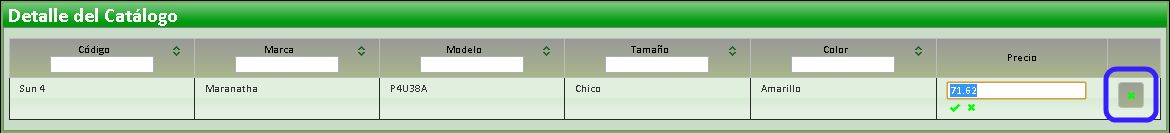 Detalle del Catálogo
Código Marca Modelo Tamaño Color Precio
Sun 4 Maranatha P4U38A Chico Amarillo 71.62